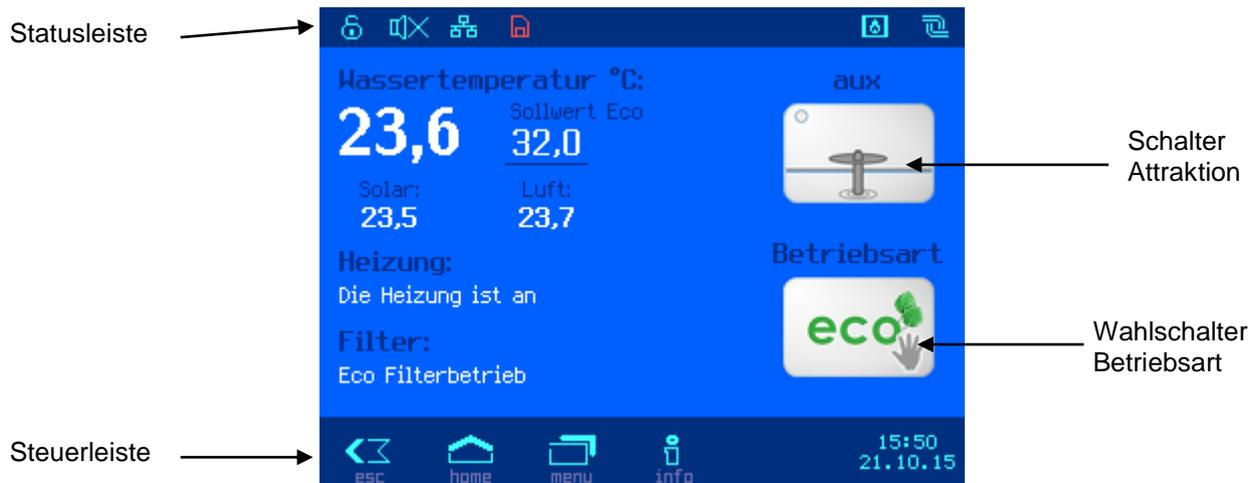 Statusleiste
Wassertemperatur °C:
aux
23,6
Sollwert Eco
32,0
Schalter
Attraktion
Solar:
Luft:
23,5
23,7
Betriebsart
Heizung:
Die Heizung ist an
eco
Filter:
Eco Filterbetrieb
Wahlschalter
Betriebsart
Steuerleiste
esc
home
menu
info
15:50
21.10.15